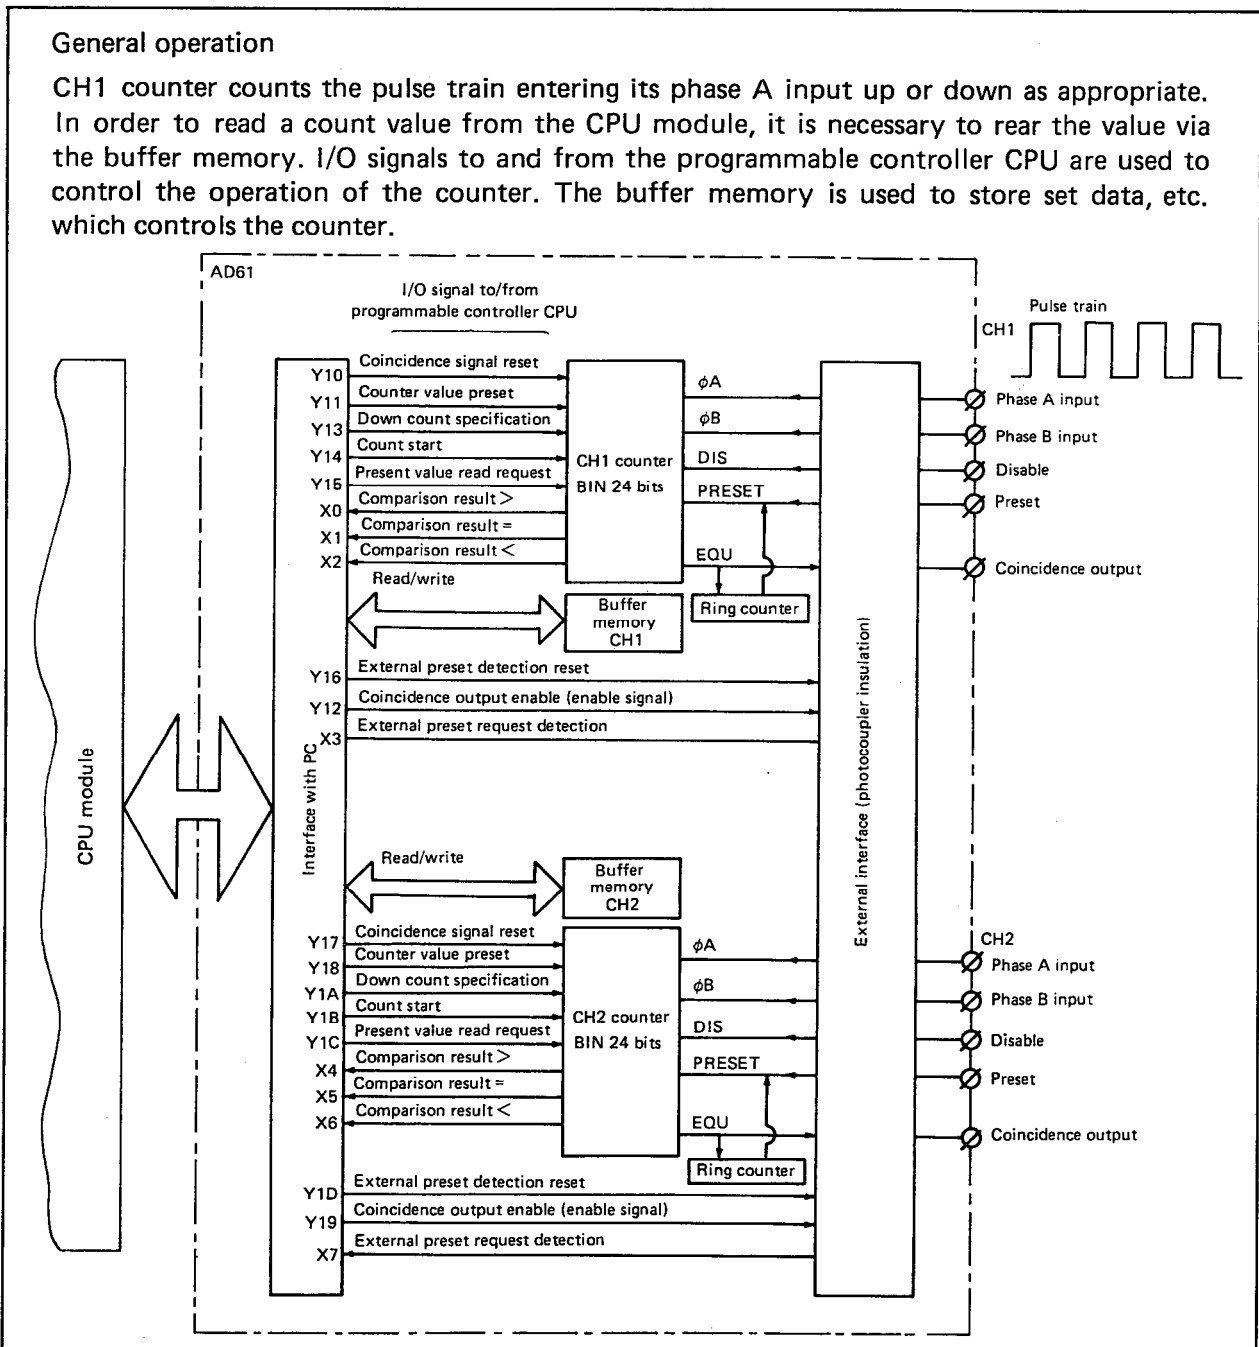 General operation
CH1 counter counts the pulse train entering its phase A input up or down as appropriate.
In order to read a count value from the CPU module, it is necessary to rear the value via
the buffer memory. I/O signals to and from the programmable controller CPU are used to
control the operation of the counter. The buffer memory is used to store set data, etc.
which controls the counter.
AD61
I/O signal to/from
programmable controller CPU
Pulse train
CH1
Y10 Coincidence signal reset
Y11 Counter value preset
Y13 Down count specification
Y14 Count start
Y15 Present value read request
X0 Comparison result >
X1 Comparison result =
X2 Comparison result <
CH1 counter
BIN 24 bits
ϕA
ϕB
DIS
PRESET
EQU
Ring counter
Phase A input
Phase B input
Disable
Preset
Coincidence output
Read/write
Buffer
memory
CH1
Y16 External preset detection reset
Y12 Coincidence output enable (enable signal)
X3 External preset request detection
CPU module
Interface with PC
External interface (photocoupler insulation)
Read/write
Buffer
memory
CH2
Y17 Coincidence signal reset
Y18 Counter value preset
Y1A Down count specification
Y1B Count start
Y1C Present value read request
X4 Comparison result >
X5 Comparison result =
X6 Comparison result <
CH2 counter
BIN 24 bits
ϕA
ϕB
DIS
PRESET
EQU
Ring counter
CH2
Phase A input
Phase B input
Disable
Preset
Coincidence output
Y1D External preset detection reset
Y19 Coincidence output enable (enable signal)
X7 External preset request detection